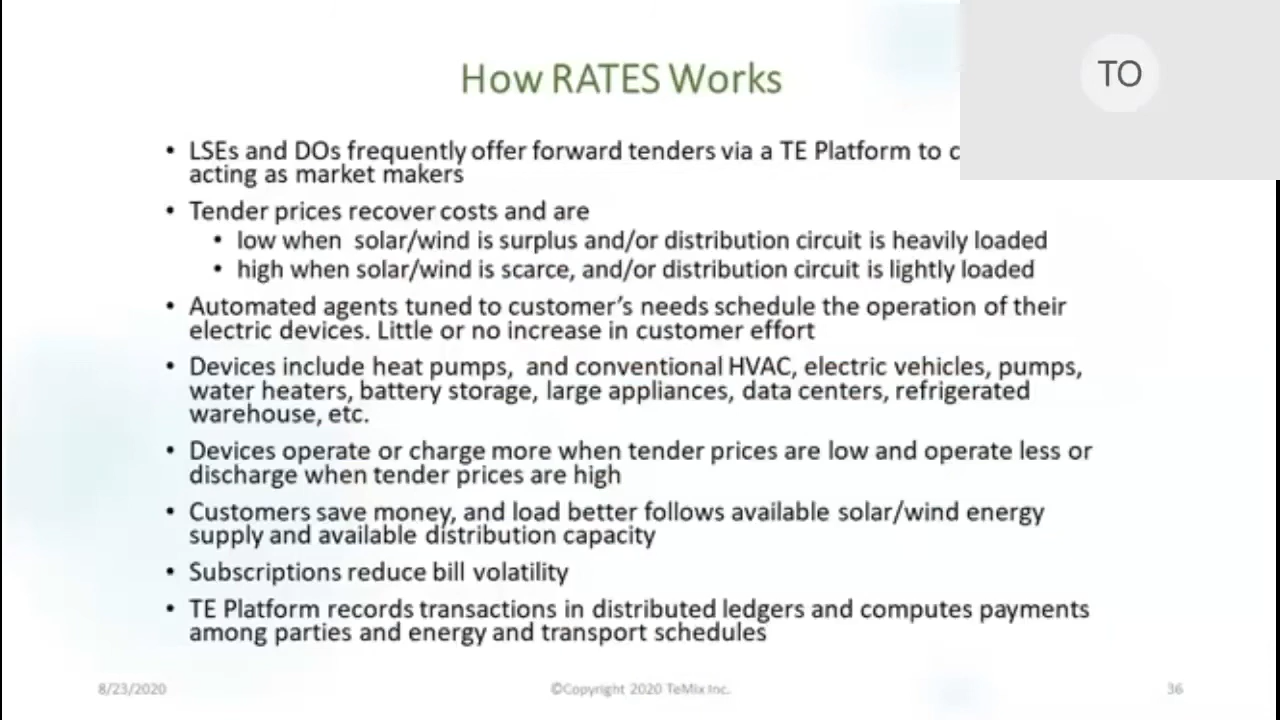 How RATES Works
TO
• LSEs and DOs frequently offer forward tenders via a TE Platform to
acting as market makers
• Tender prices recover costs and are
• low when solar/wind is surplus and/or distribution circuit is heavily loaded
• high when solar/wind is scarce, and/or distribution circuit is lightly loaded
• Automated agents tuned to customer's needs schedule the operation of their
electric devices. Little or no increase in customer effort
• Devices include heat pumps, and conventional HVAC, electric vehicles, pumps,
water heaters, battery storage, large appliances, data centers, refrigerated
warehouse, etc.
• Devices operate or charge more when tender prices are low and operate less or
discharge when tender prices are high
• Customers save money, and load better follows available solar/wind energy
supply and available distribution capacity
• Subscriptions reduce bill volatility
• TE Platform records transactions in distributed ledgers and computes payments
among parties and energy and transport schedules
8/23/2020
©Copyright 2020 TeMix Inc.
36